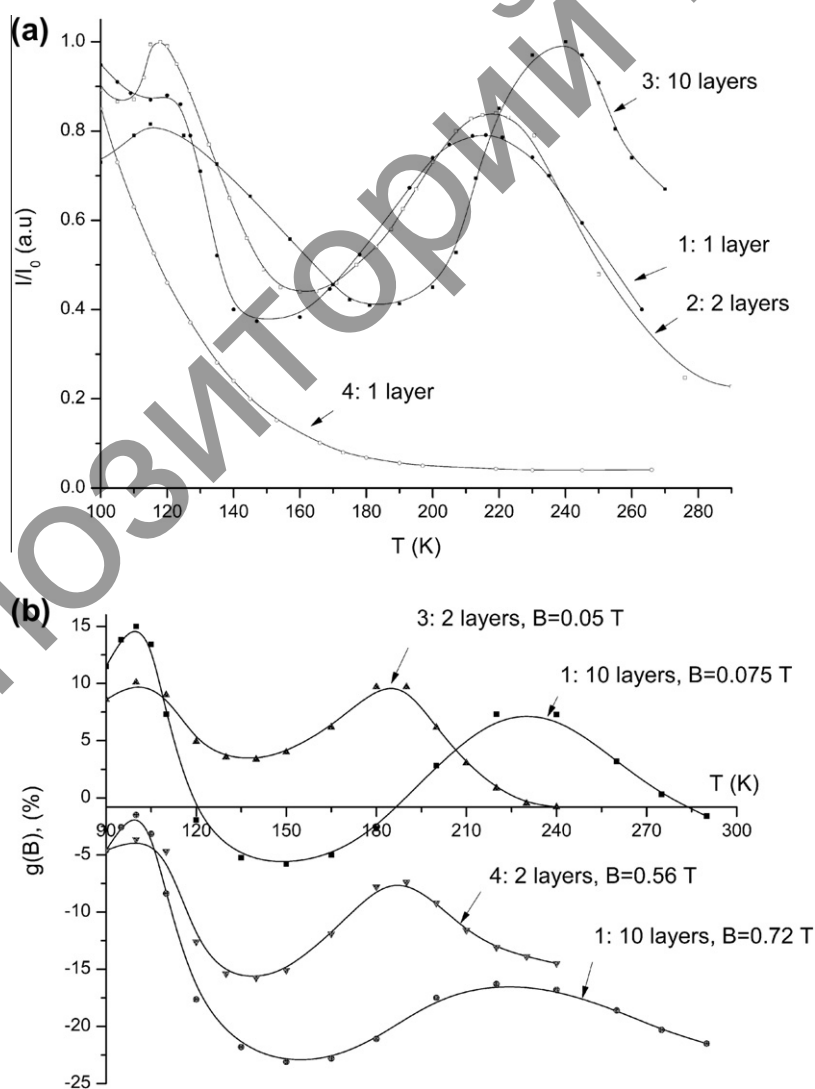 (a)
1.0
0.8
0.6
0.4
0.2
0.0
I/I0 (a.u)
3: 10 layers
1: 1 layer
2: 2 layers
4: 1 layer
100 120 140 160 180 200 220 240 260 280
T (K)
позиторий
(b)
15
10
5
0
-5
-10
-15
-20
-25
g(B), (%)
3: 2 layers, B=0.05 T
1: 10 layers, B=0.075 T
T (K)
90 120 150 180 210 240 270 300
4: 2 layers, B=0.56 T
1: 10 layers, B=0.72 T